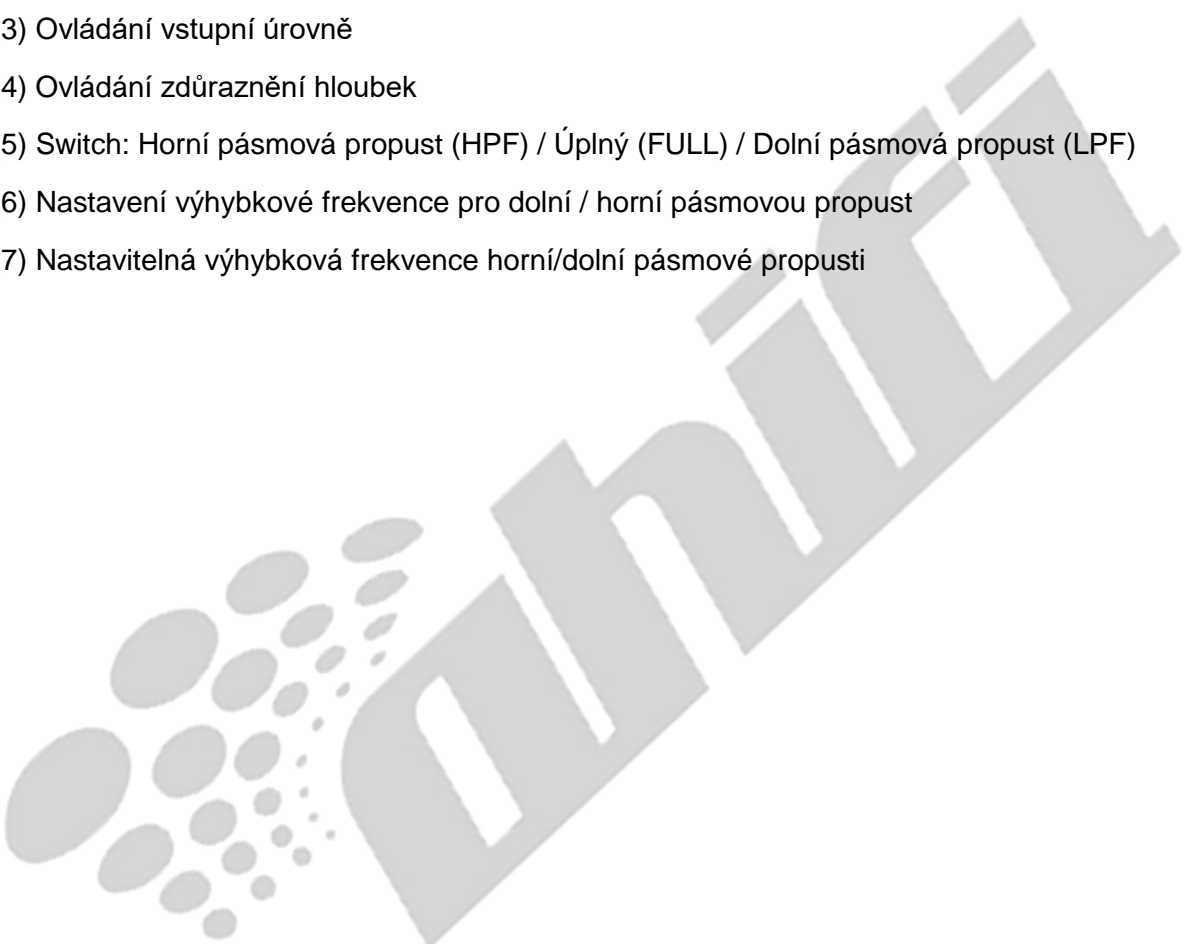 3) Ovládání vstupní úrovně
4) Ovládání zdůraznění hloubek
5) Switch: Horní pásmová propust (HPF) / Úplný (FULL) / Dolní pásmová propust (LPF)
6) Nastavení výhybkové frekvence pro dolní / horní pásmovou propust
7) Nastavitelná výhybková frekvence horní/dolní pásmové propusti
ahifi